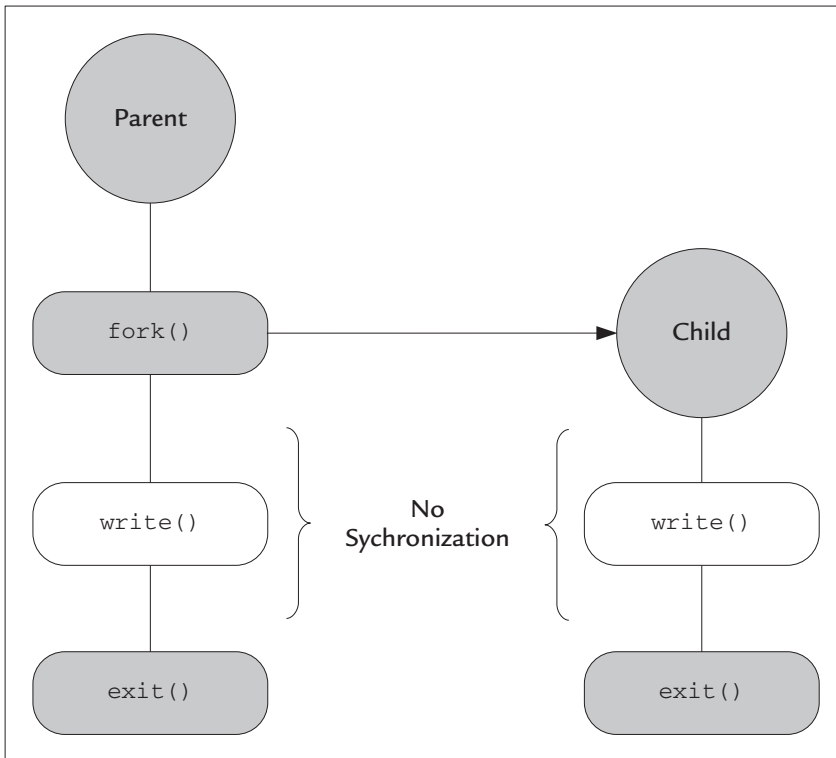 Parent
fork()
Child
write()
No
Sychronization
write()
exit()
exit()